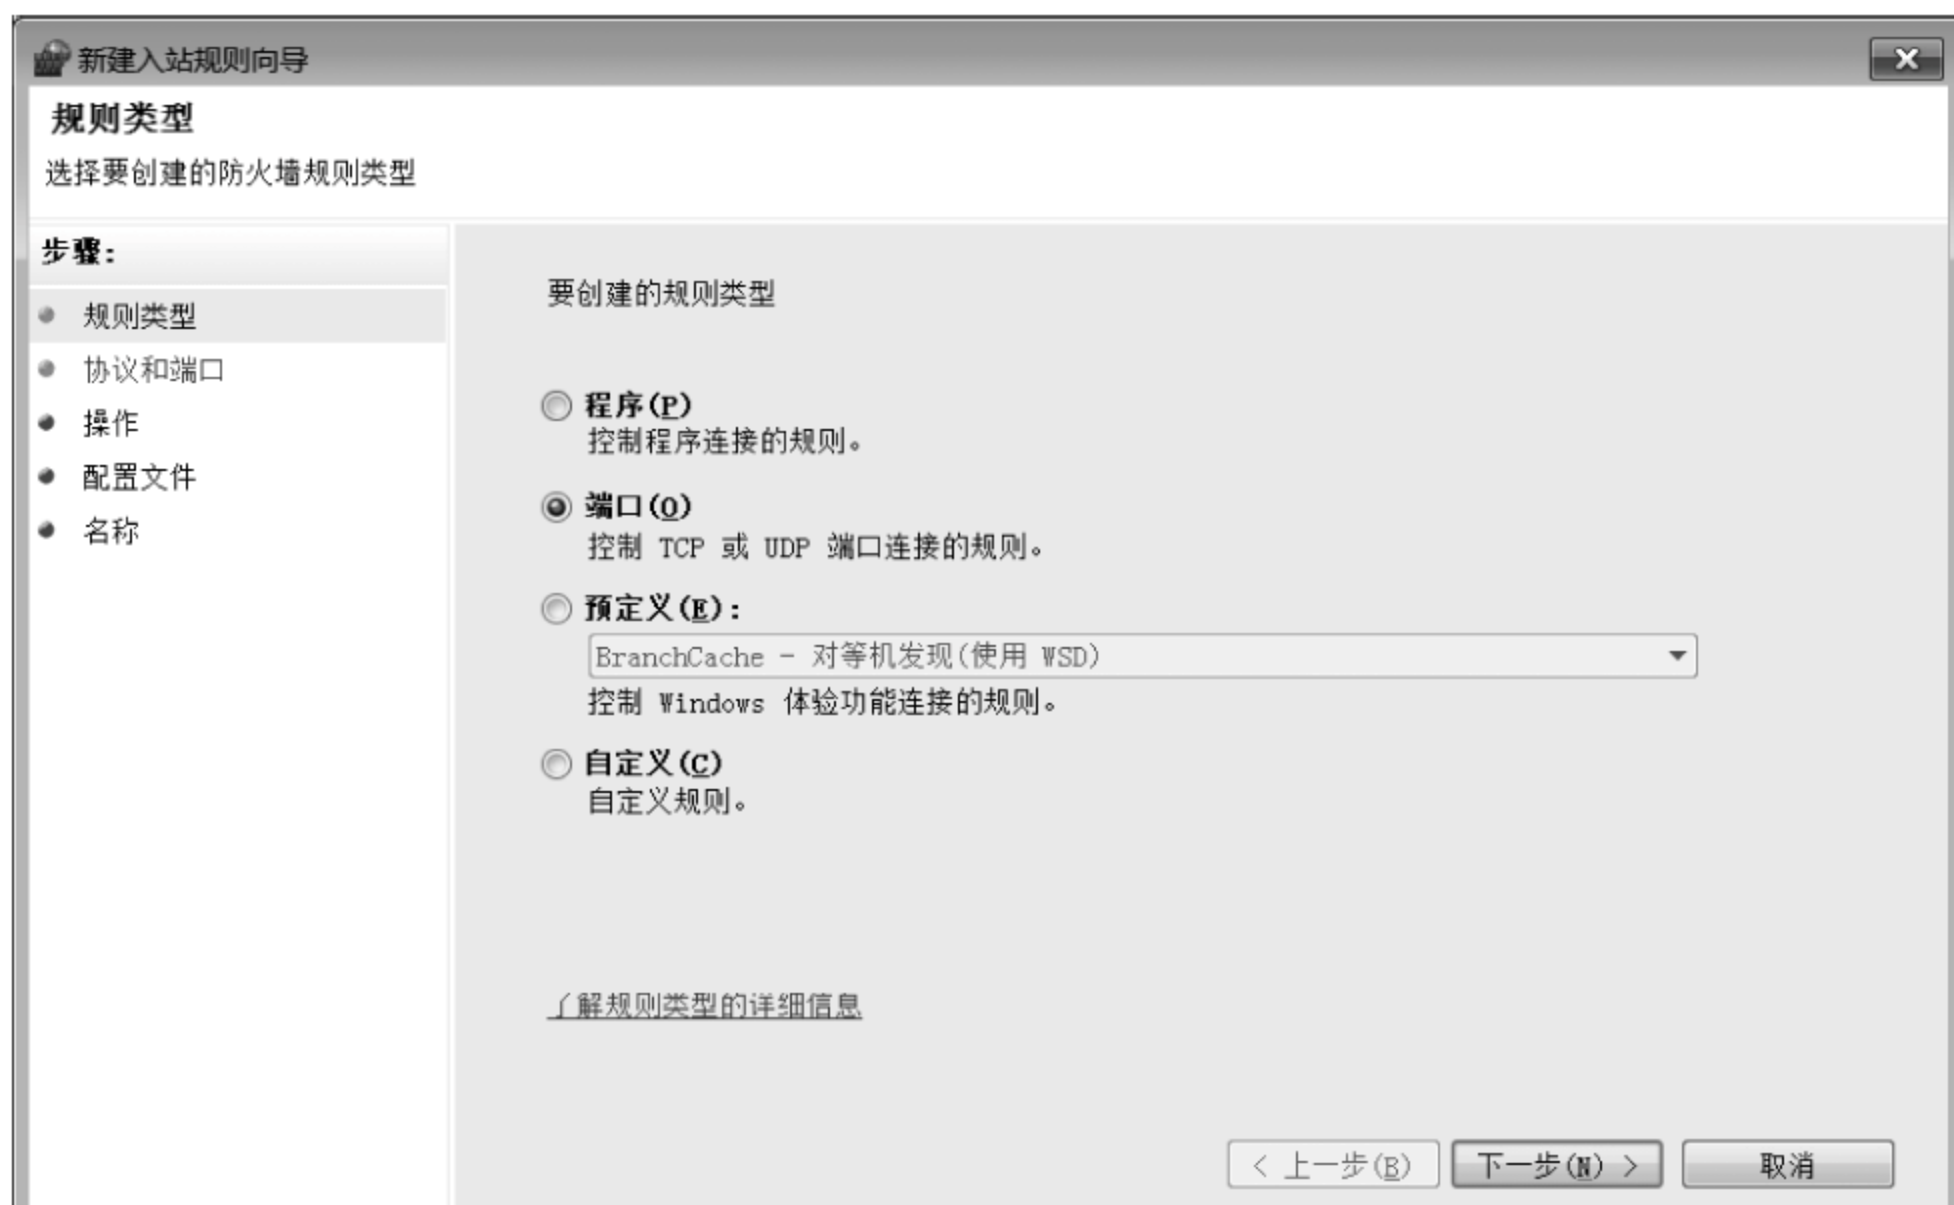 新建入站规则向导
规则类型
选择要创建的防火墙规则类型
步骤:
规则类型
协议和端口
操作
配置文件
名称
要创建的规则类型
程序(P)
控制程序连接的规则。
端口(O)
控制 TCP 或 UDP 端口连接的规则。
预定义(E):
BranchCache - 对等机发现(使用 WSD)
控制 Windows 体验功能连接的规则。
自定义(C)
自定义规则。
了解规则类型的详细信息
< 上一步(B)
下一步(N) >
取消